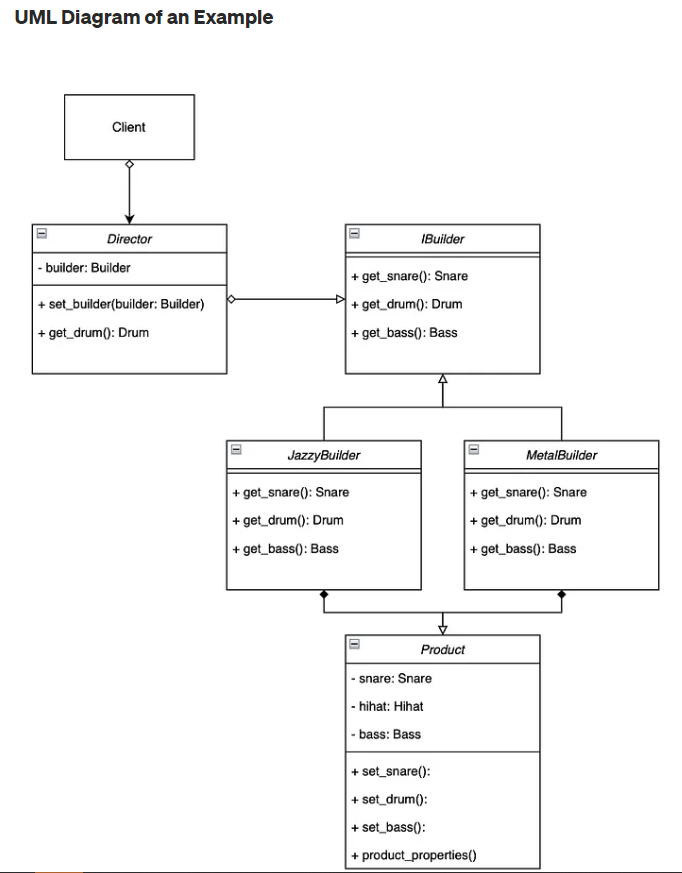 UML Diagram of an Example
Client
Director
- builder: Builder
+ set_builder(builder: Builder)
+ get_drum(): Drum
IBuilder
+ get_snare(): Snare
+ get_drum(): Drum
+ get_bass(): Bass
JazzyBuilder
+ get_snare(): Snare
+ get_drum(): Drum
+ get_bass(): Bass
MetalBuilder
+ get_snare(): Snare
+ get_drum(): Drum
+ get_bass(): Bass
Product
- snare: Snare
- hihat: Hihat
- bass: Bass
+ set_snare():
+ set_drum():
+ set_bass():
+ product_properties()